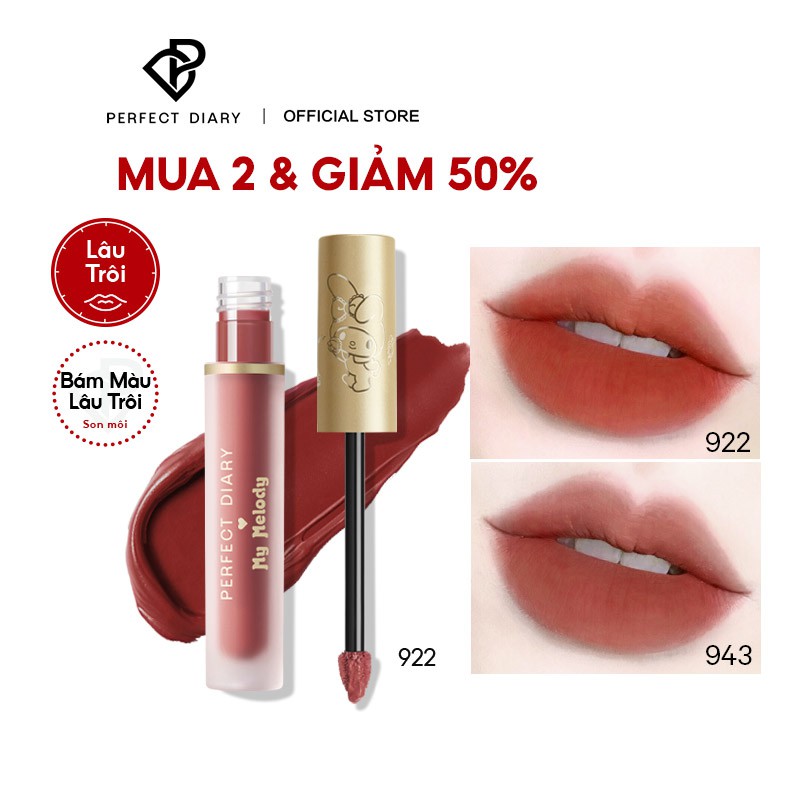 PERFECT DIARY | OFFICIAL STORE
MUA 2 & GIẢM 50%
Lâu
Trôi
Bám Màu
Lâu Trôi
Son môi
PERFECT DIARY
My Melody
922
922
943